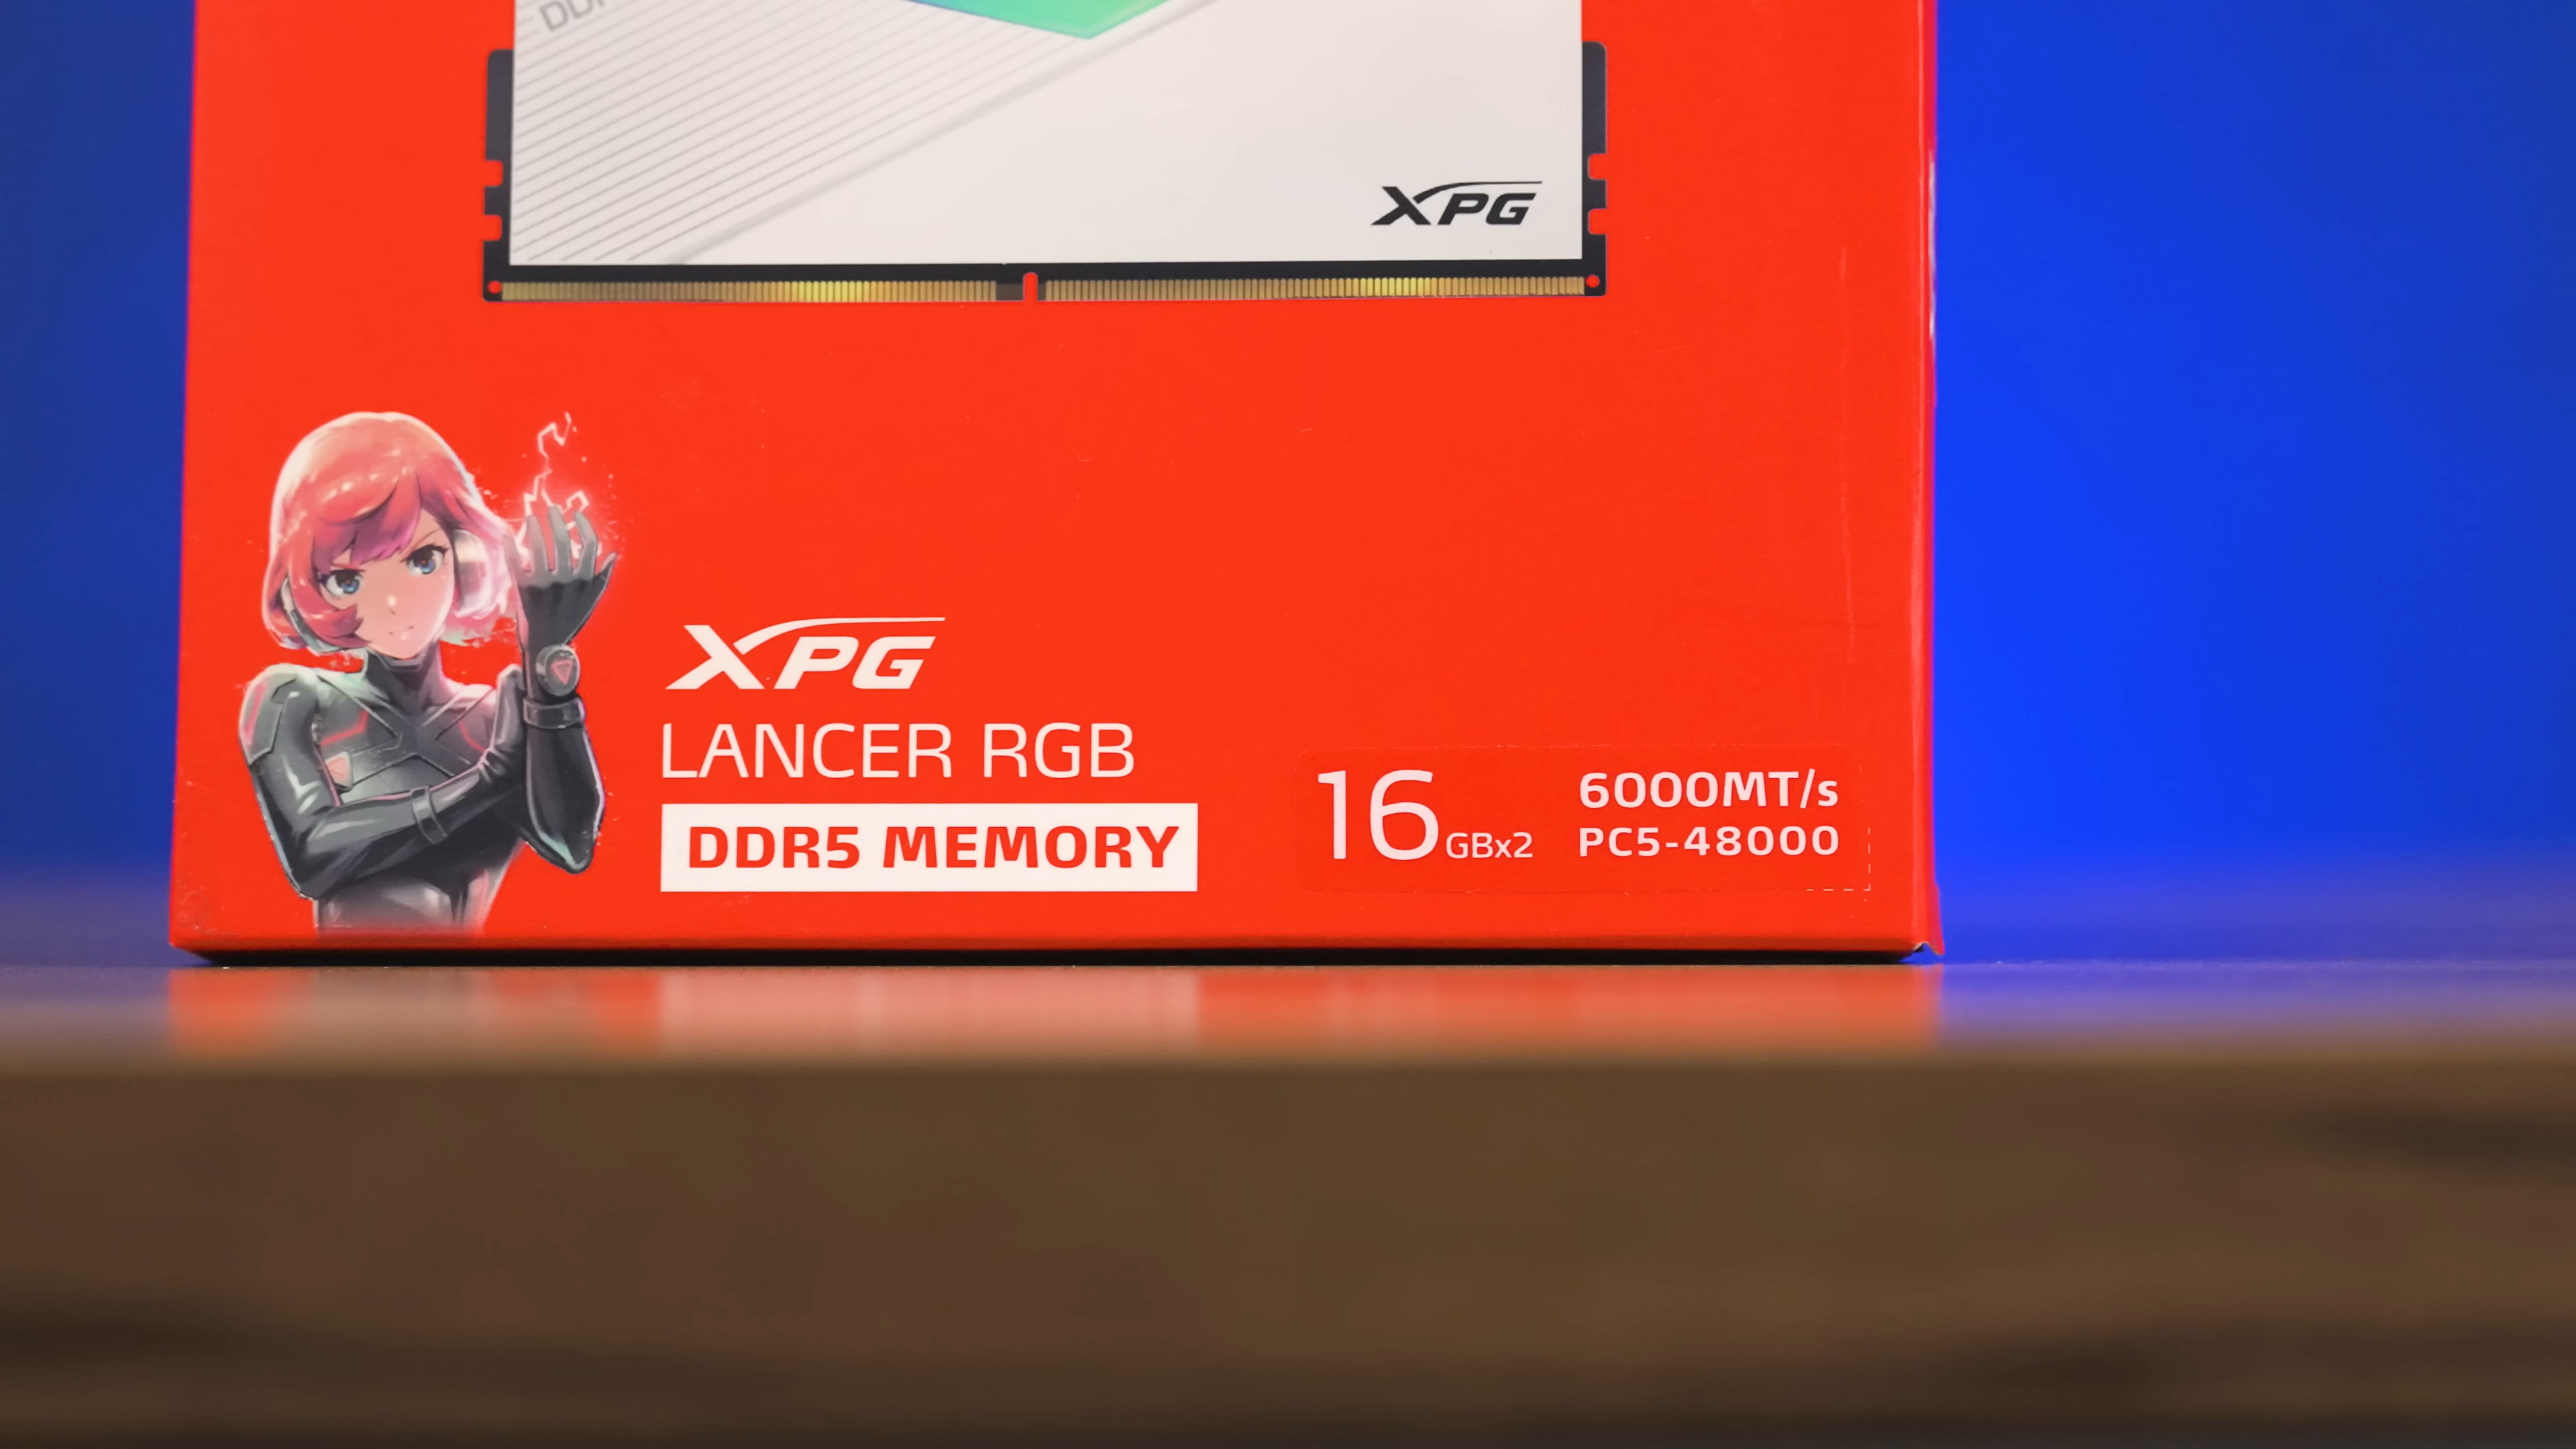 XPG
XPG
LANCER RGB
DDR5 MEMORY
16GBx2
6000MT/s
PC5-48000